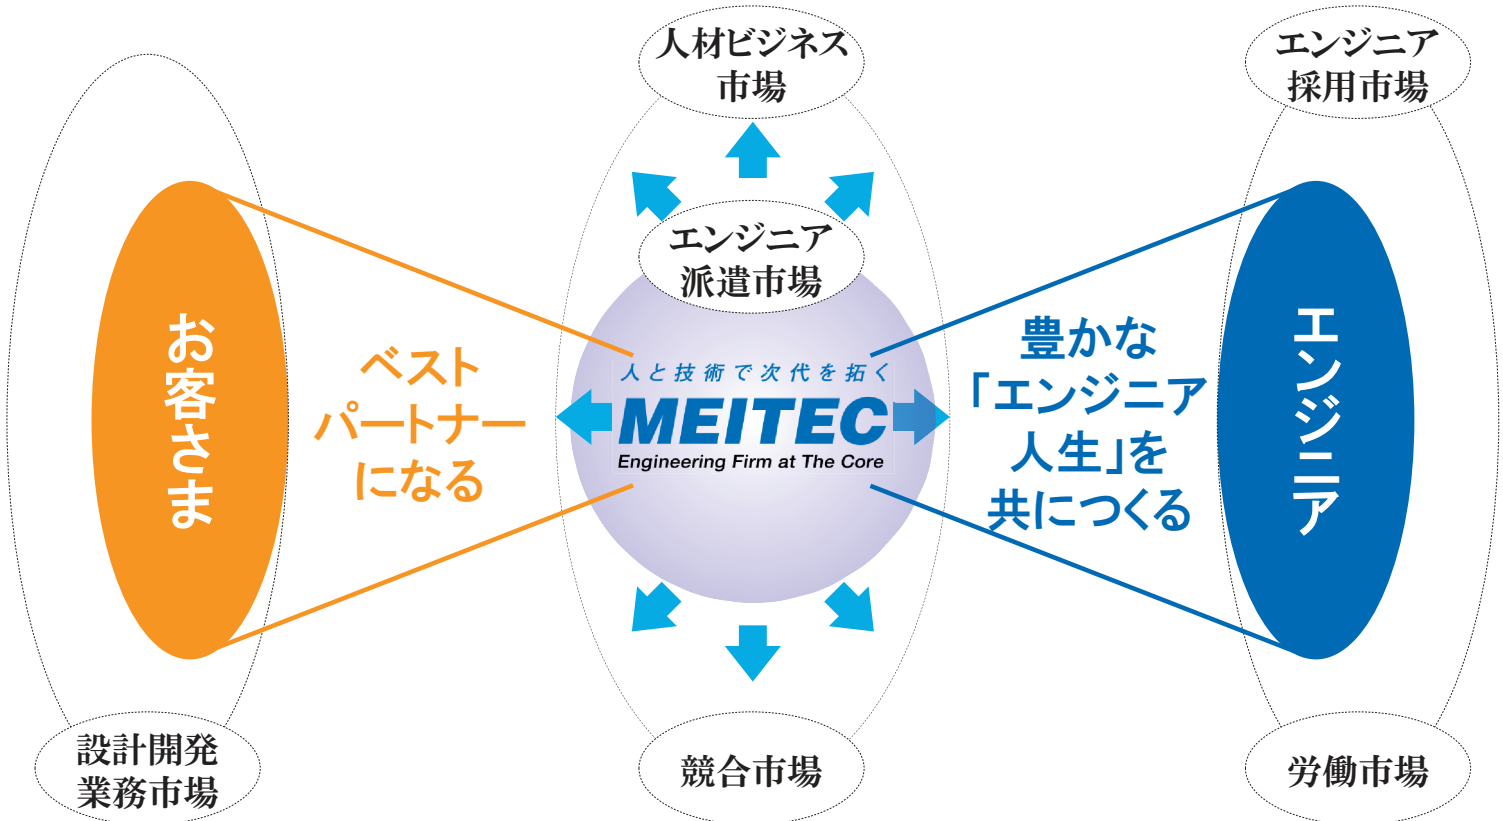 人材ビジネス
市場
エンジニア
採用市場
エンジニア
派遣市場
お客さま
ベスト
パートナー
になる
人と技術で次代を拓く
MEITEC
Engineering Firm at The Core
豊かな
「エンジニア
人生」を
共につくる
エンジニア
設計開発
業務市場
競合市場
労働市場